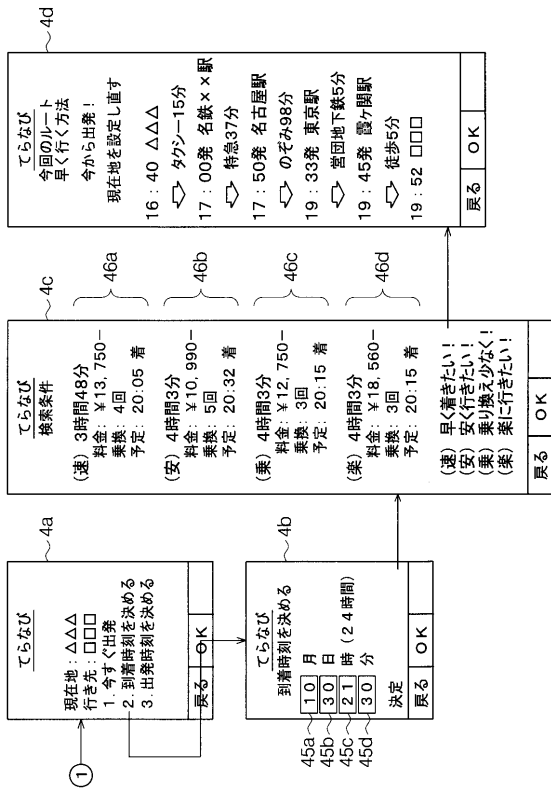 ①
4a
てらなび
現在地：△△△
行き先：□□□
1. 今すぐ出発
2. 到着時刻を決める
3. 出発時刻を決める
戻る OK
4b
てらなび
到着時刻を決める
45a 10 月
45b 30 日
45c 21 時 (24時間)
45d 30 分
決定
戻る OK
4c
てらなび
検索条件
(速) 3時間48分
料金：￥13,750−
乗換：4回
予定：20:05 着
46a
(安) 4時間3分
料金：￥10,990−
乗換：5回
予定：20:32 着
46b
(乗) 4時間3分
料金：￥12,750−
乗換：3回
予定：20:15 着
46c
(楽) 4時間3分
料金：￥18,560−
乗換：3回
予定：20:15 着
46d
(速) 早く着きたい！
(安) 安く行きたい！
(乗) 乗り換え少なく！
(楽) 楽に行きたい！
戻る OK
4d
てらなび
今回のルート
早く行く方法
今から出発！
現在地を設定し直す
16：40 △△△
⇩ タクシー15分
17：00発 名鉄××駅
⇩ 特急37分
17：50発 名古屋駅
⇩ のぞみ98分
19：33発 東京駅
⇩ 営団地下鉄5分
19：45発 霞ヶ関駅
⇩ 徒歩5分
19：52 □□□
戻る OK